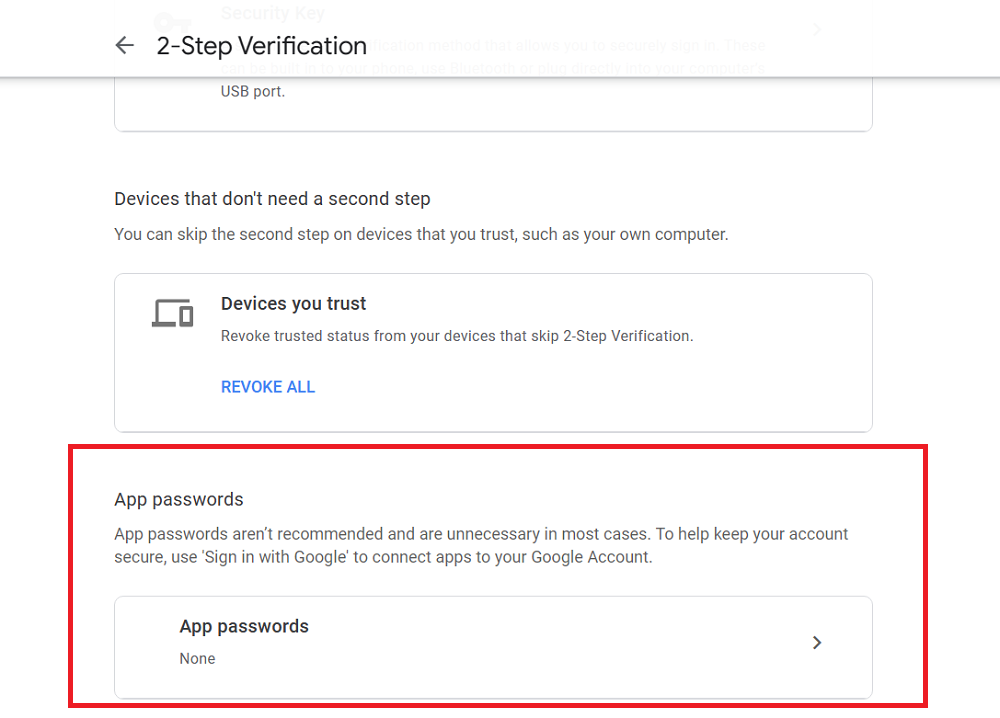 Security Key
2-Step Verification
ication method that allows you to securely sign in. These
can be built in to your phone, use Bluetooth or plug directly into your computer's
USB port.
Devices that don't need a second step
You can skip the second step on devices that you trust, such as your own computer.
Devices you trust
Revoke trusted status from your devices that skip 2-Step Verification.
REVOKE ALL
App passwords
App passwords aren’t recommended and are unnecessary in most cases. To help keep your account
secure, use 'Sign in with Google' to connect apps to your Google Account.
App passwords
None